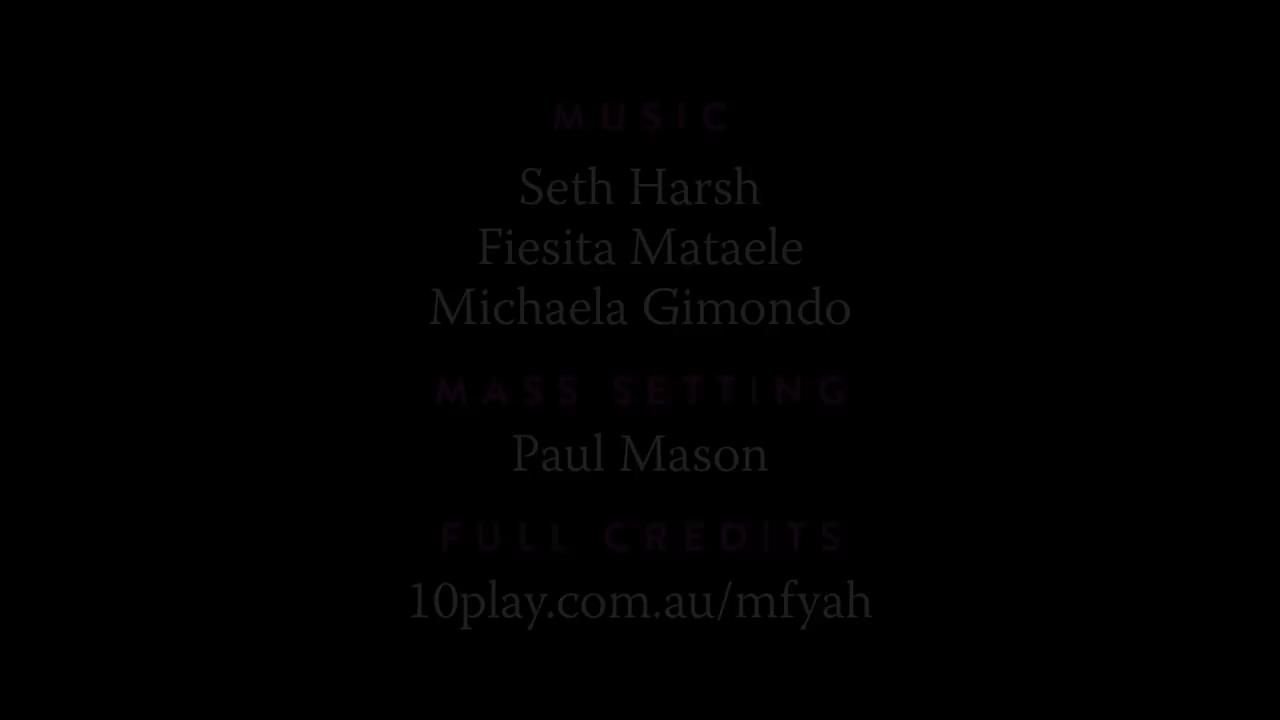 MUSIC
Seth Harsh
Fiesita Mataele
Michaela Gimondo
MASS SETTING
Paul Mason
FULL CREDITS
10play.com.au/mfyah